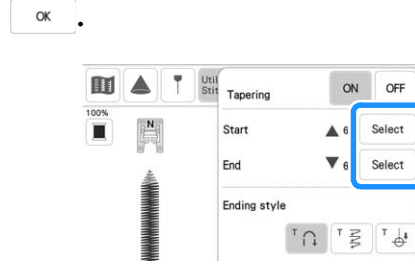 OK .
Util
Stit
Tapering ON OFF
100%
N
Start 6 Select
End 6 Select
Ending style
T T T